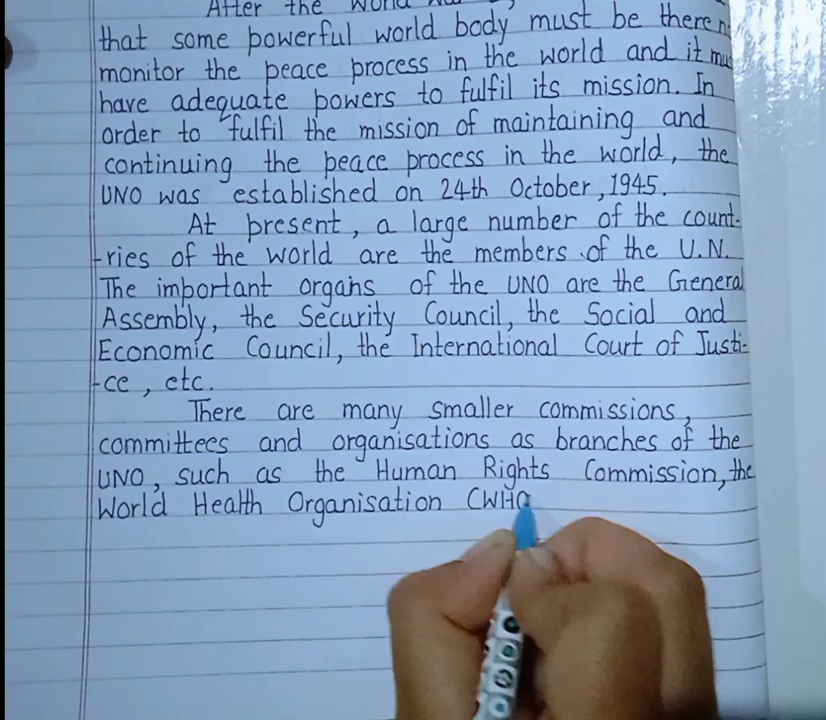 After the World
that some powerful world body must be there
monitor the peace process in the world and it
have adequate powers to fulfil its mission. In
order to fulfil the mission of maintaining and
continuing the peace process in the world, the
UNO was established on 24th October, 1945.
At present, a large number of the count-
-ries of the world are the members of the U.N.
The important organs of the UNO are the General
Assembly, the Security Council, the Social and
Economic Council, the International Court of Justi-
-ce, etc.
There are many smaller commissions,
committees and organisations as branches of the
UNO, such as the Human Rights Commission, the
World Health Organisation (WHO